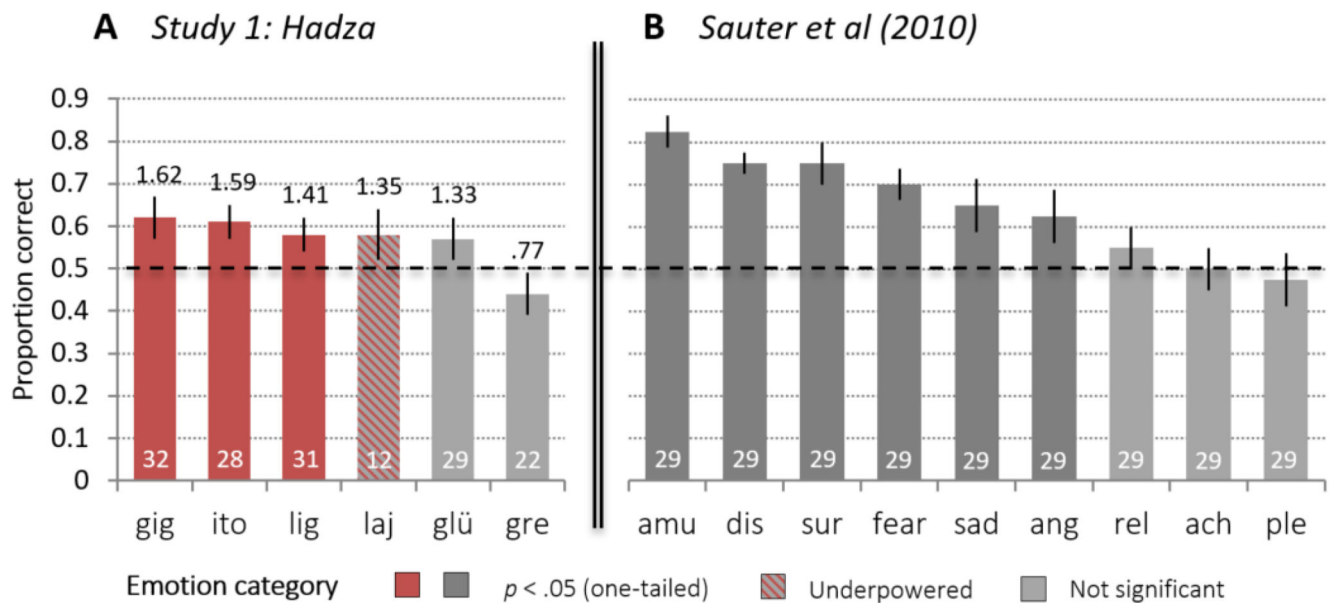 A Study 1: Hadza
B Sauter et al (2010)
Proportion correct
0.9
0.8
0.7
0.6
0.5
0.4
0.3
0.2
0.1
0
1.62
1.59
1.41
1.35
1.33
.77
32 28 31 12 29 22
29 29 29 29 29 29 29 29 29
gig ito lig laj glü gre
amu dis sur fear sad ang rel ach ple
Emotion category p < .05 (one-tailed) Underpowered Not significant